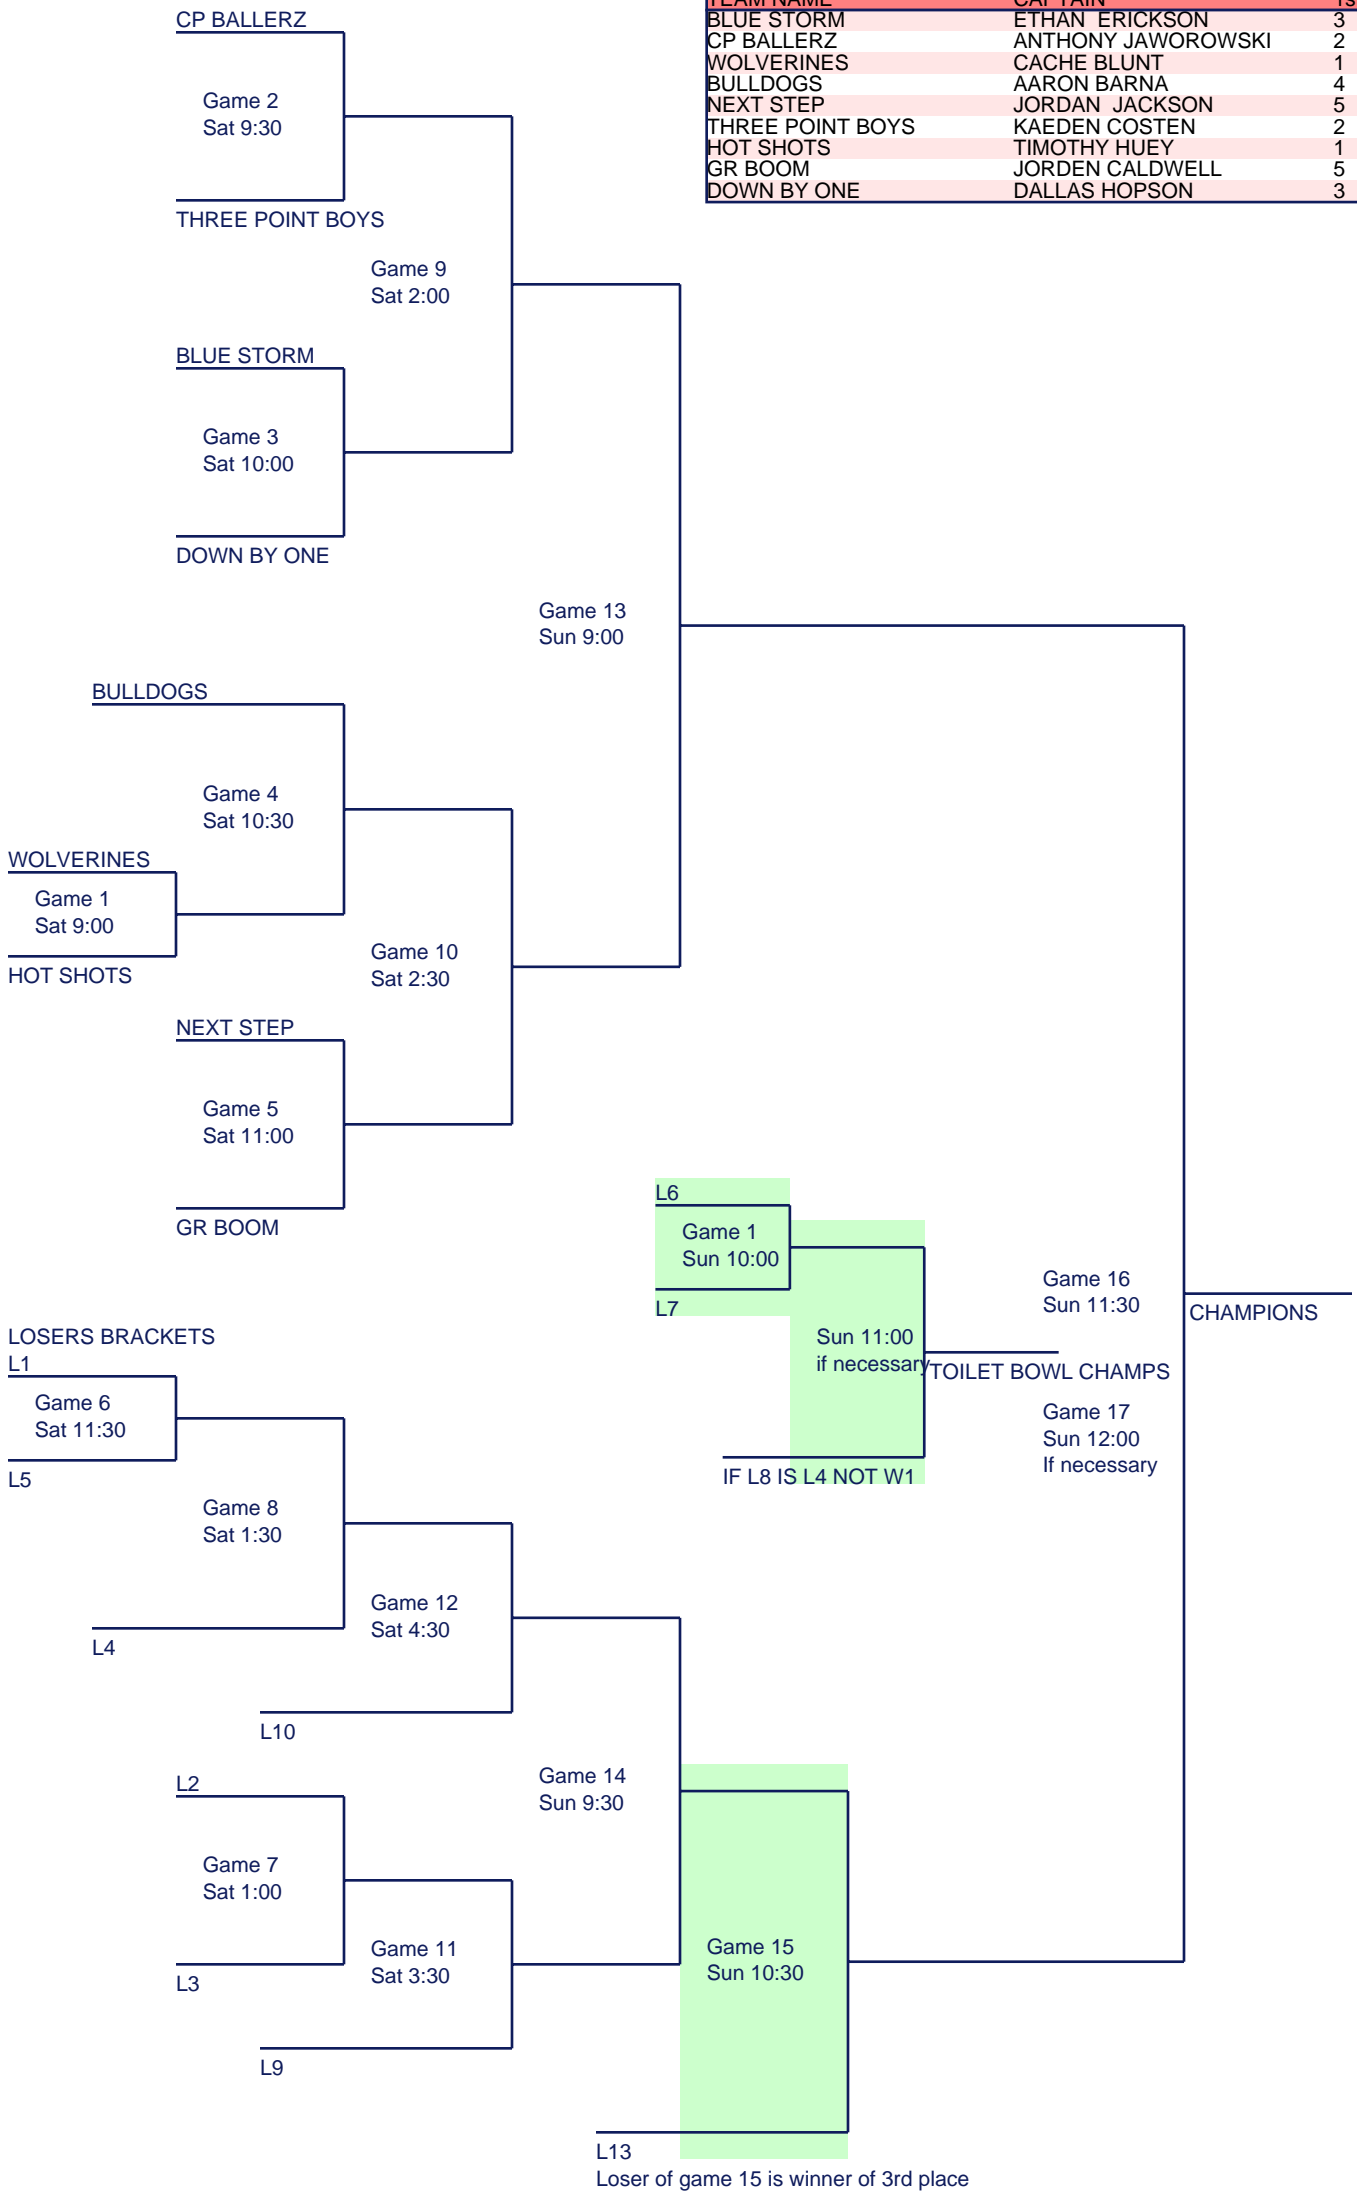 TEAM NAME CAPTAIN
BLUE STORM ETHAN ERICKSON 3
CP BALLERZ ANTHONY JAWOROWSKI 2
WOLVERINES CACHE BLUNT 1
BULLDOGS AARON BARNA 4
NEXT STEP JORDAN JACKSON 5
THREE POINT BOYS KAEDEN COSTEN 2
HOT SHOTS TIMOTHY HUEY 1
GR BOOM JORDEN CALDWELL 5
DOWN BY ONE DALLAS HOPSON 3
CP BALLERZ
Game 2
Sat 9:30
THREE POINT BOYS
Game 9
Sat 2:00
BLUE STORM
Game 3
Sat 10:00
DOWN BY ONE
Game 13
Sun 9:00
BULLDOGS
Game 4
Sat 10:30
WOLVERINES
Game 1
Sat 9:00
HOT SHOTS
Game 10
Sat 2:30
NEXT STEP
Game 5
Sat 11:00
GR BOOM
L6
Game 1
Sun 10:00
L7
Sun 11:00
if necessary
TOILET BOWL CHAMPS
IF L8 IS L4 NOT W1
Game 16
Sun 11:30
CHAMPIONS
Game 17
Sun 12:00
If necessary
LOSERS BRACKETS
L1
Game 6
Sat 11:30
L5
Game 8
Sat 1:30
L4
Game 12
Sat 4:30
L10
Game 14
Sun 9:30
L2
Game 7
Sat 1:00
L3
Game 11
Sat 3:30
L9
Game 15
Sun 10:30
L13
Loser of game 15 is winner of 3rd place